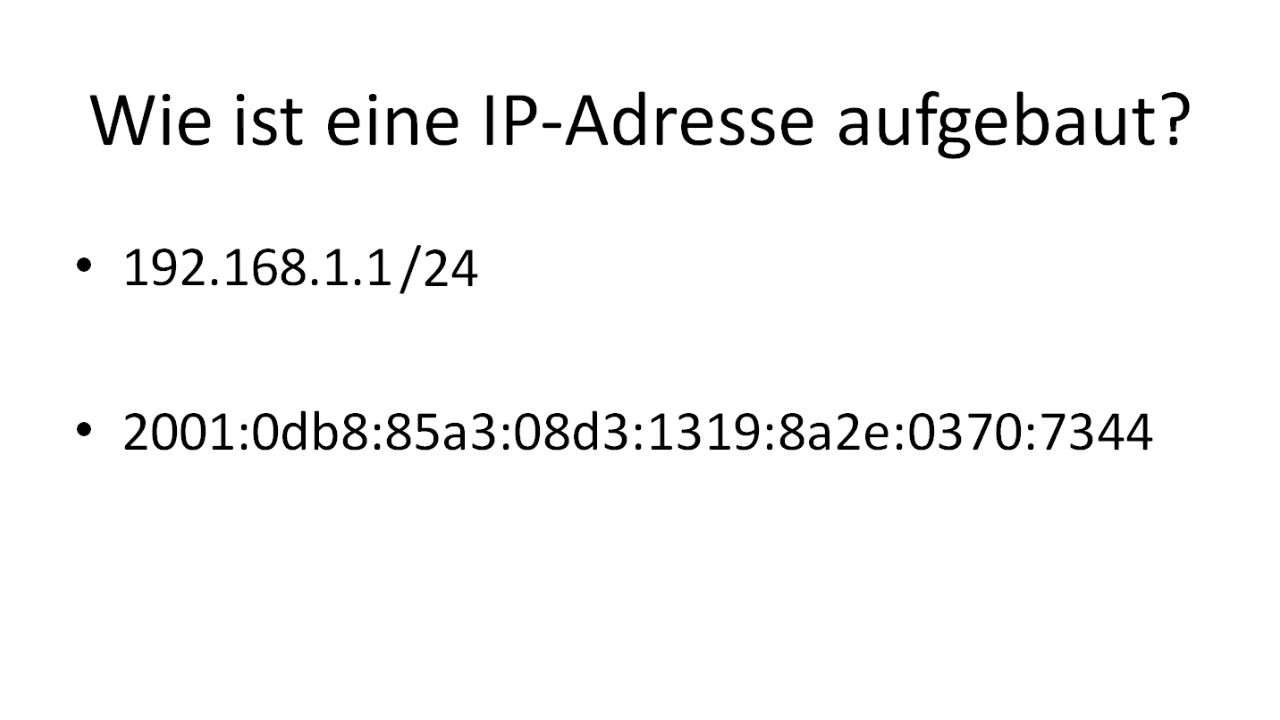 Wie ist eine IP-Adresse aufgebaut?
• 192.168.1.1/24
• 2001:0db8:85a3:08d3:1319:8a2e:0370:7344